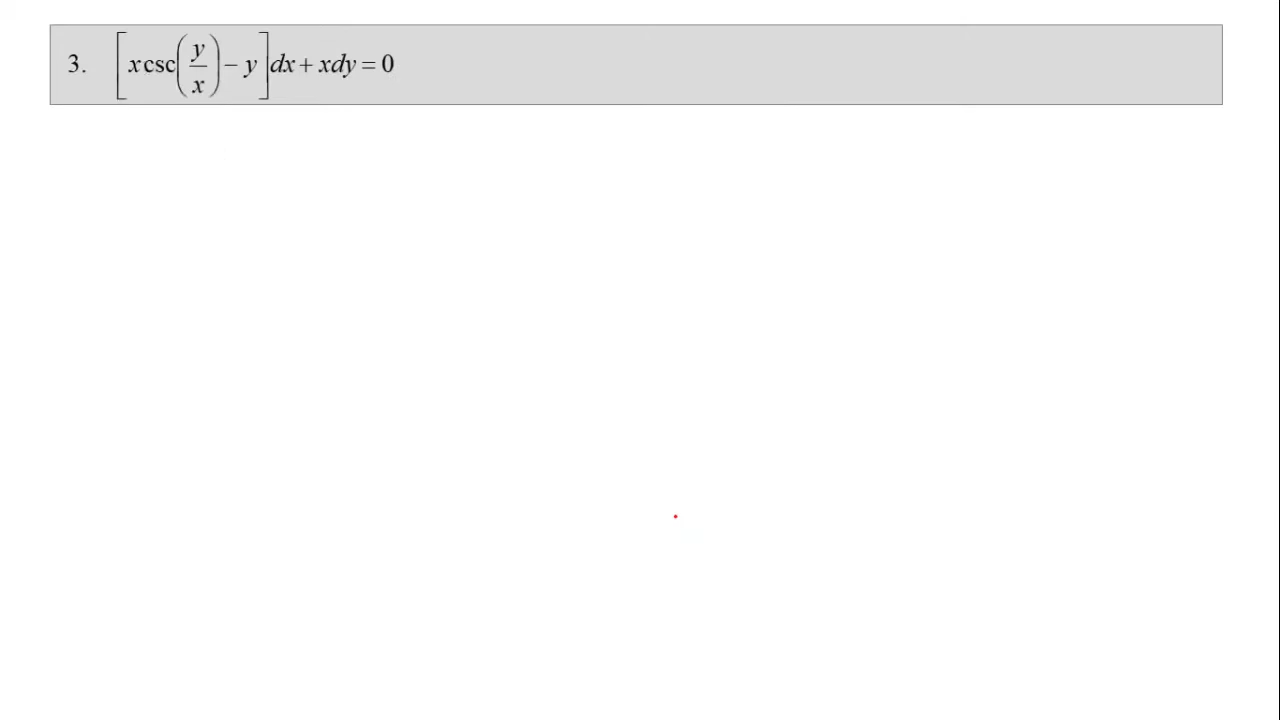 3. [x csc(y/x) − y]dx + xdy = 0